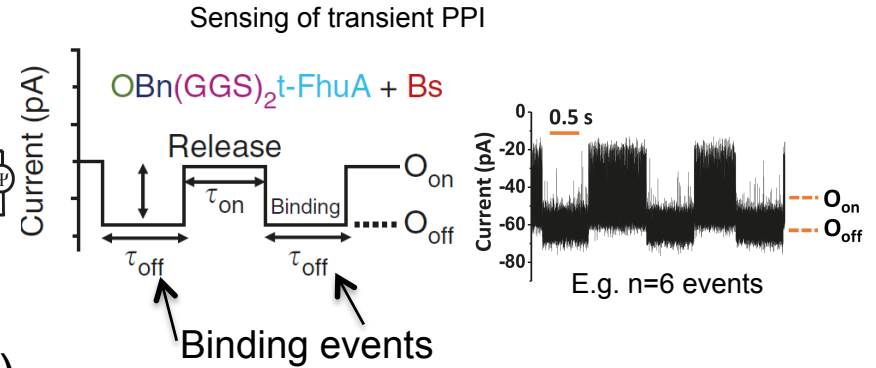 Sensing of transient PPI
Current (pA)
OBn(GGS)2t-FhuA + Bs
Release
τon
Binding
Oon
Ooff
τoff
τoff
Binding events
Current (pA)
0
-20
-40
-60
-80
0.5 s
Oon
Ooff
E.g. n=6 events